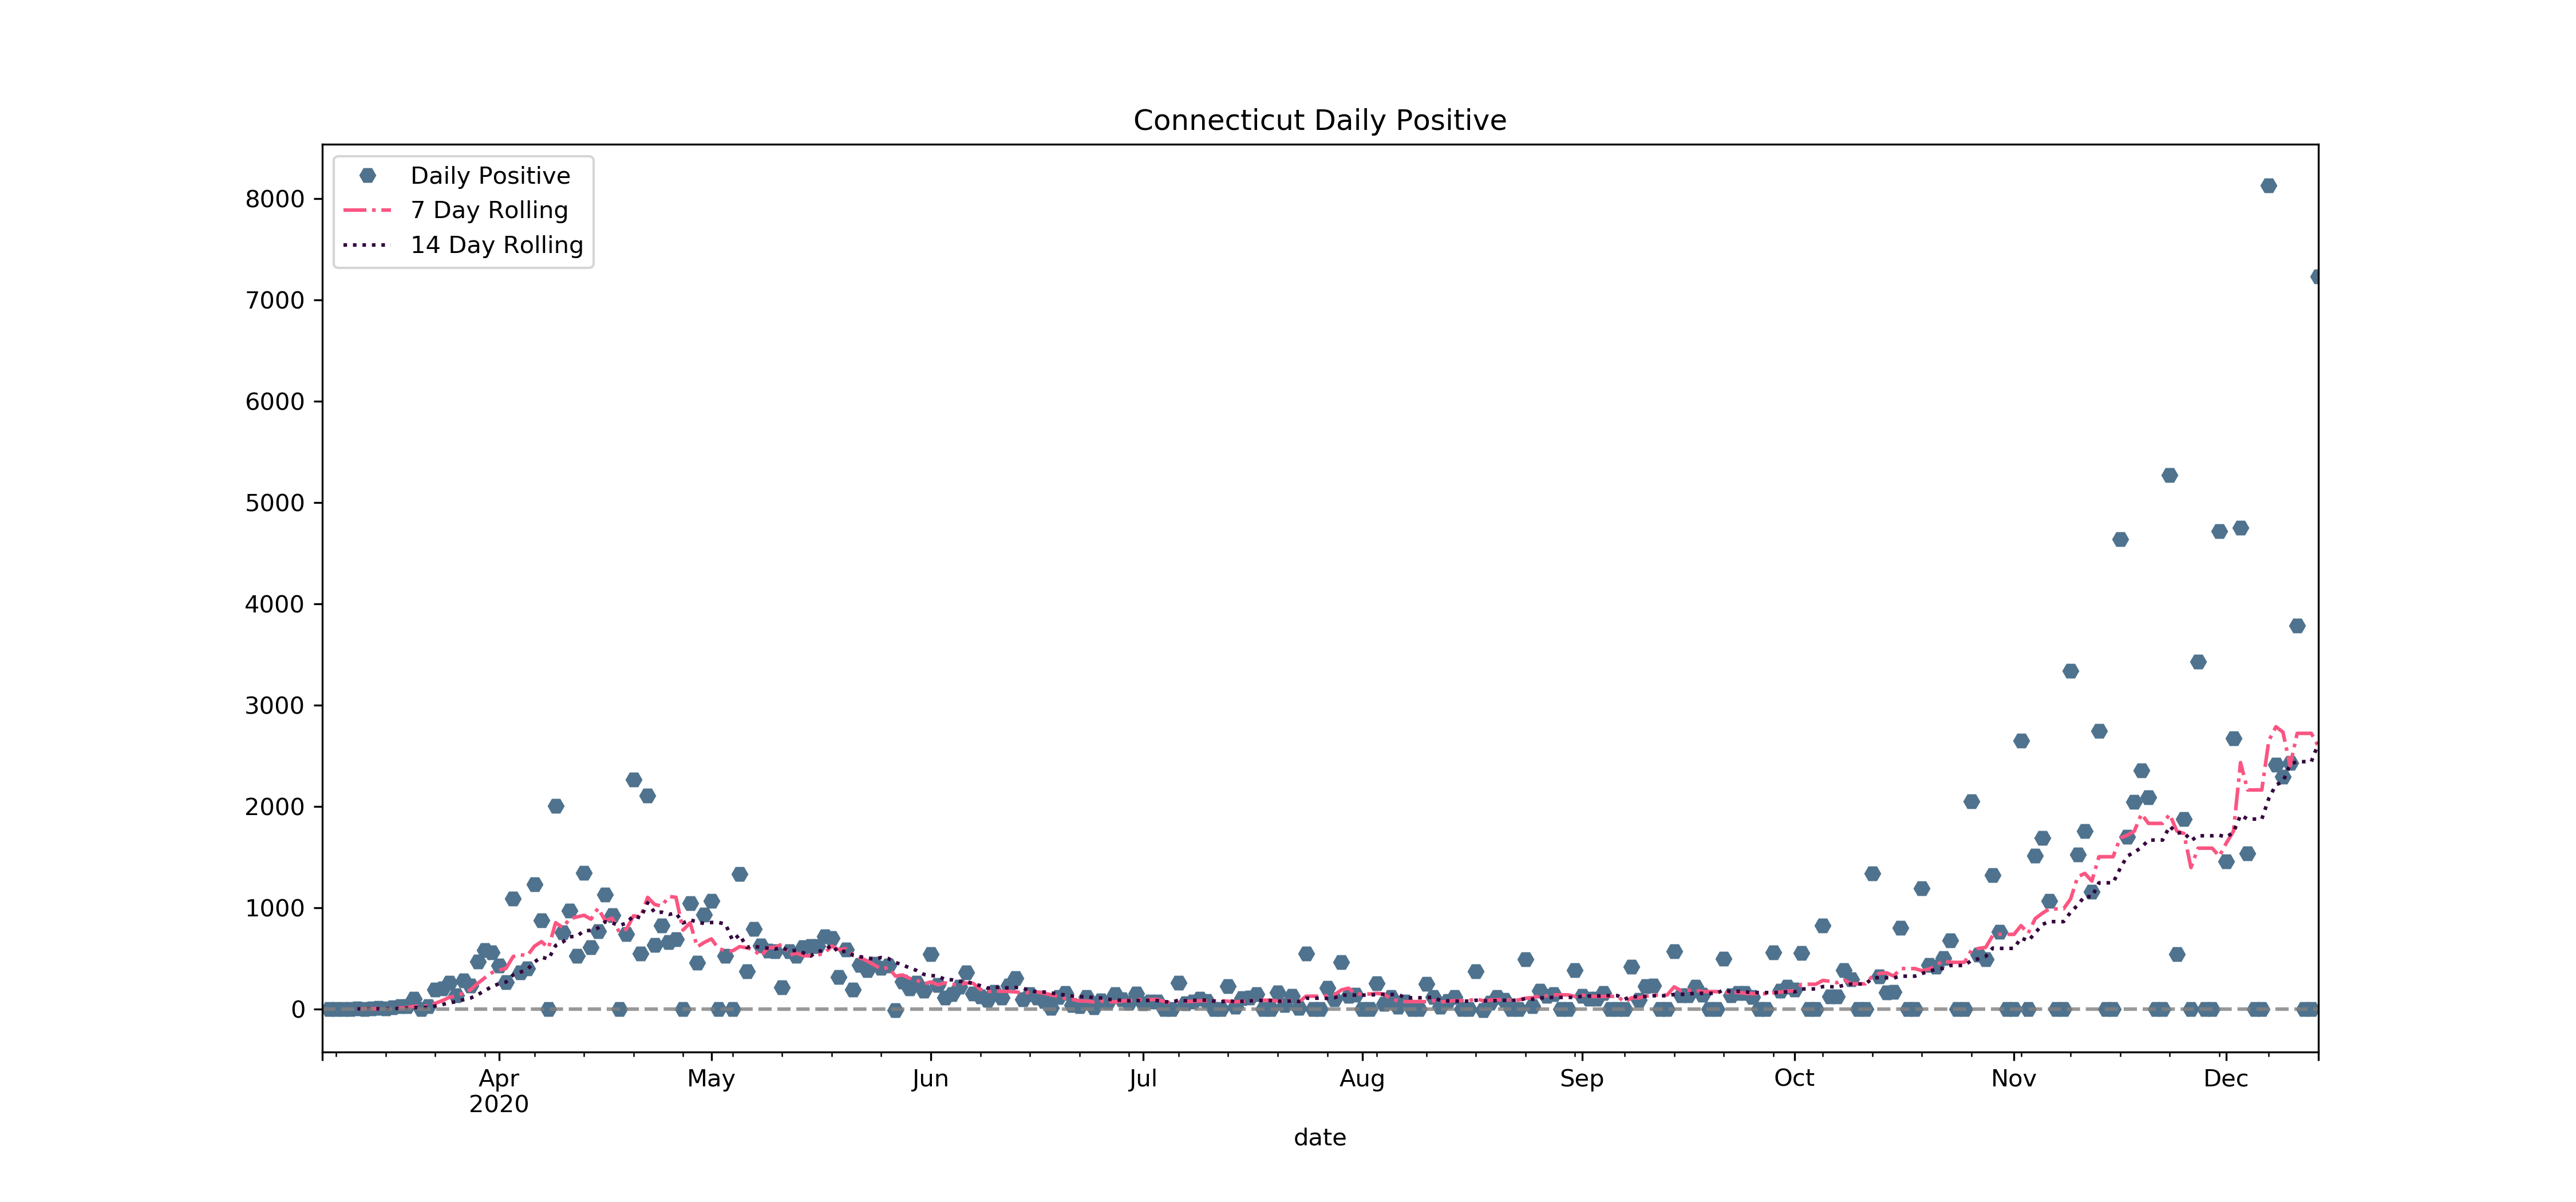 Connecticut Daily Positive
Daily Positive
7 Day Rolling
14 Day Rolling
8000
7000
6000
5000
4000
3000
2000
1000
0
Apr May Jun Jul Aug Sep Oct Nov Dec
2020
date